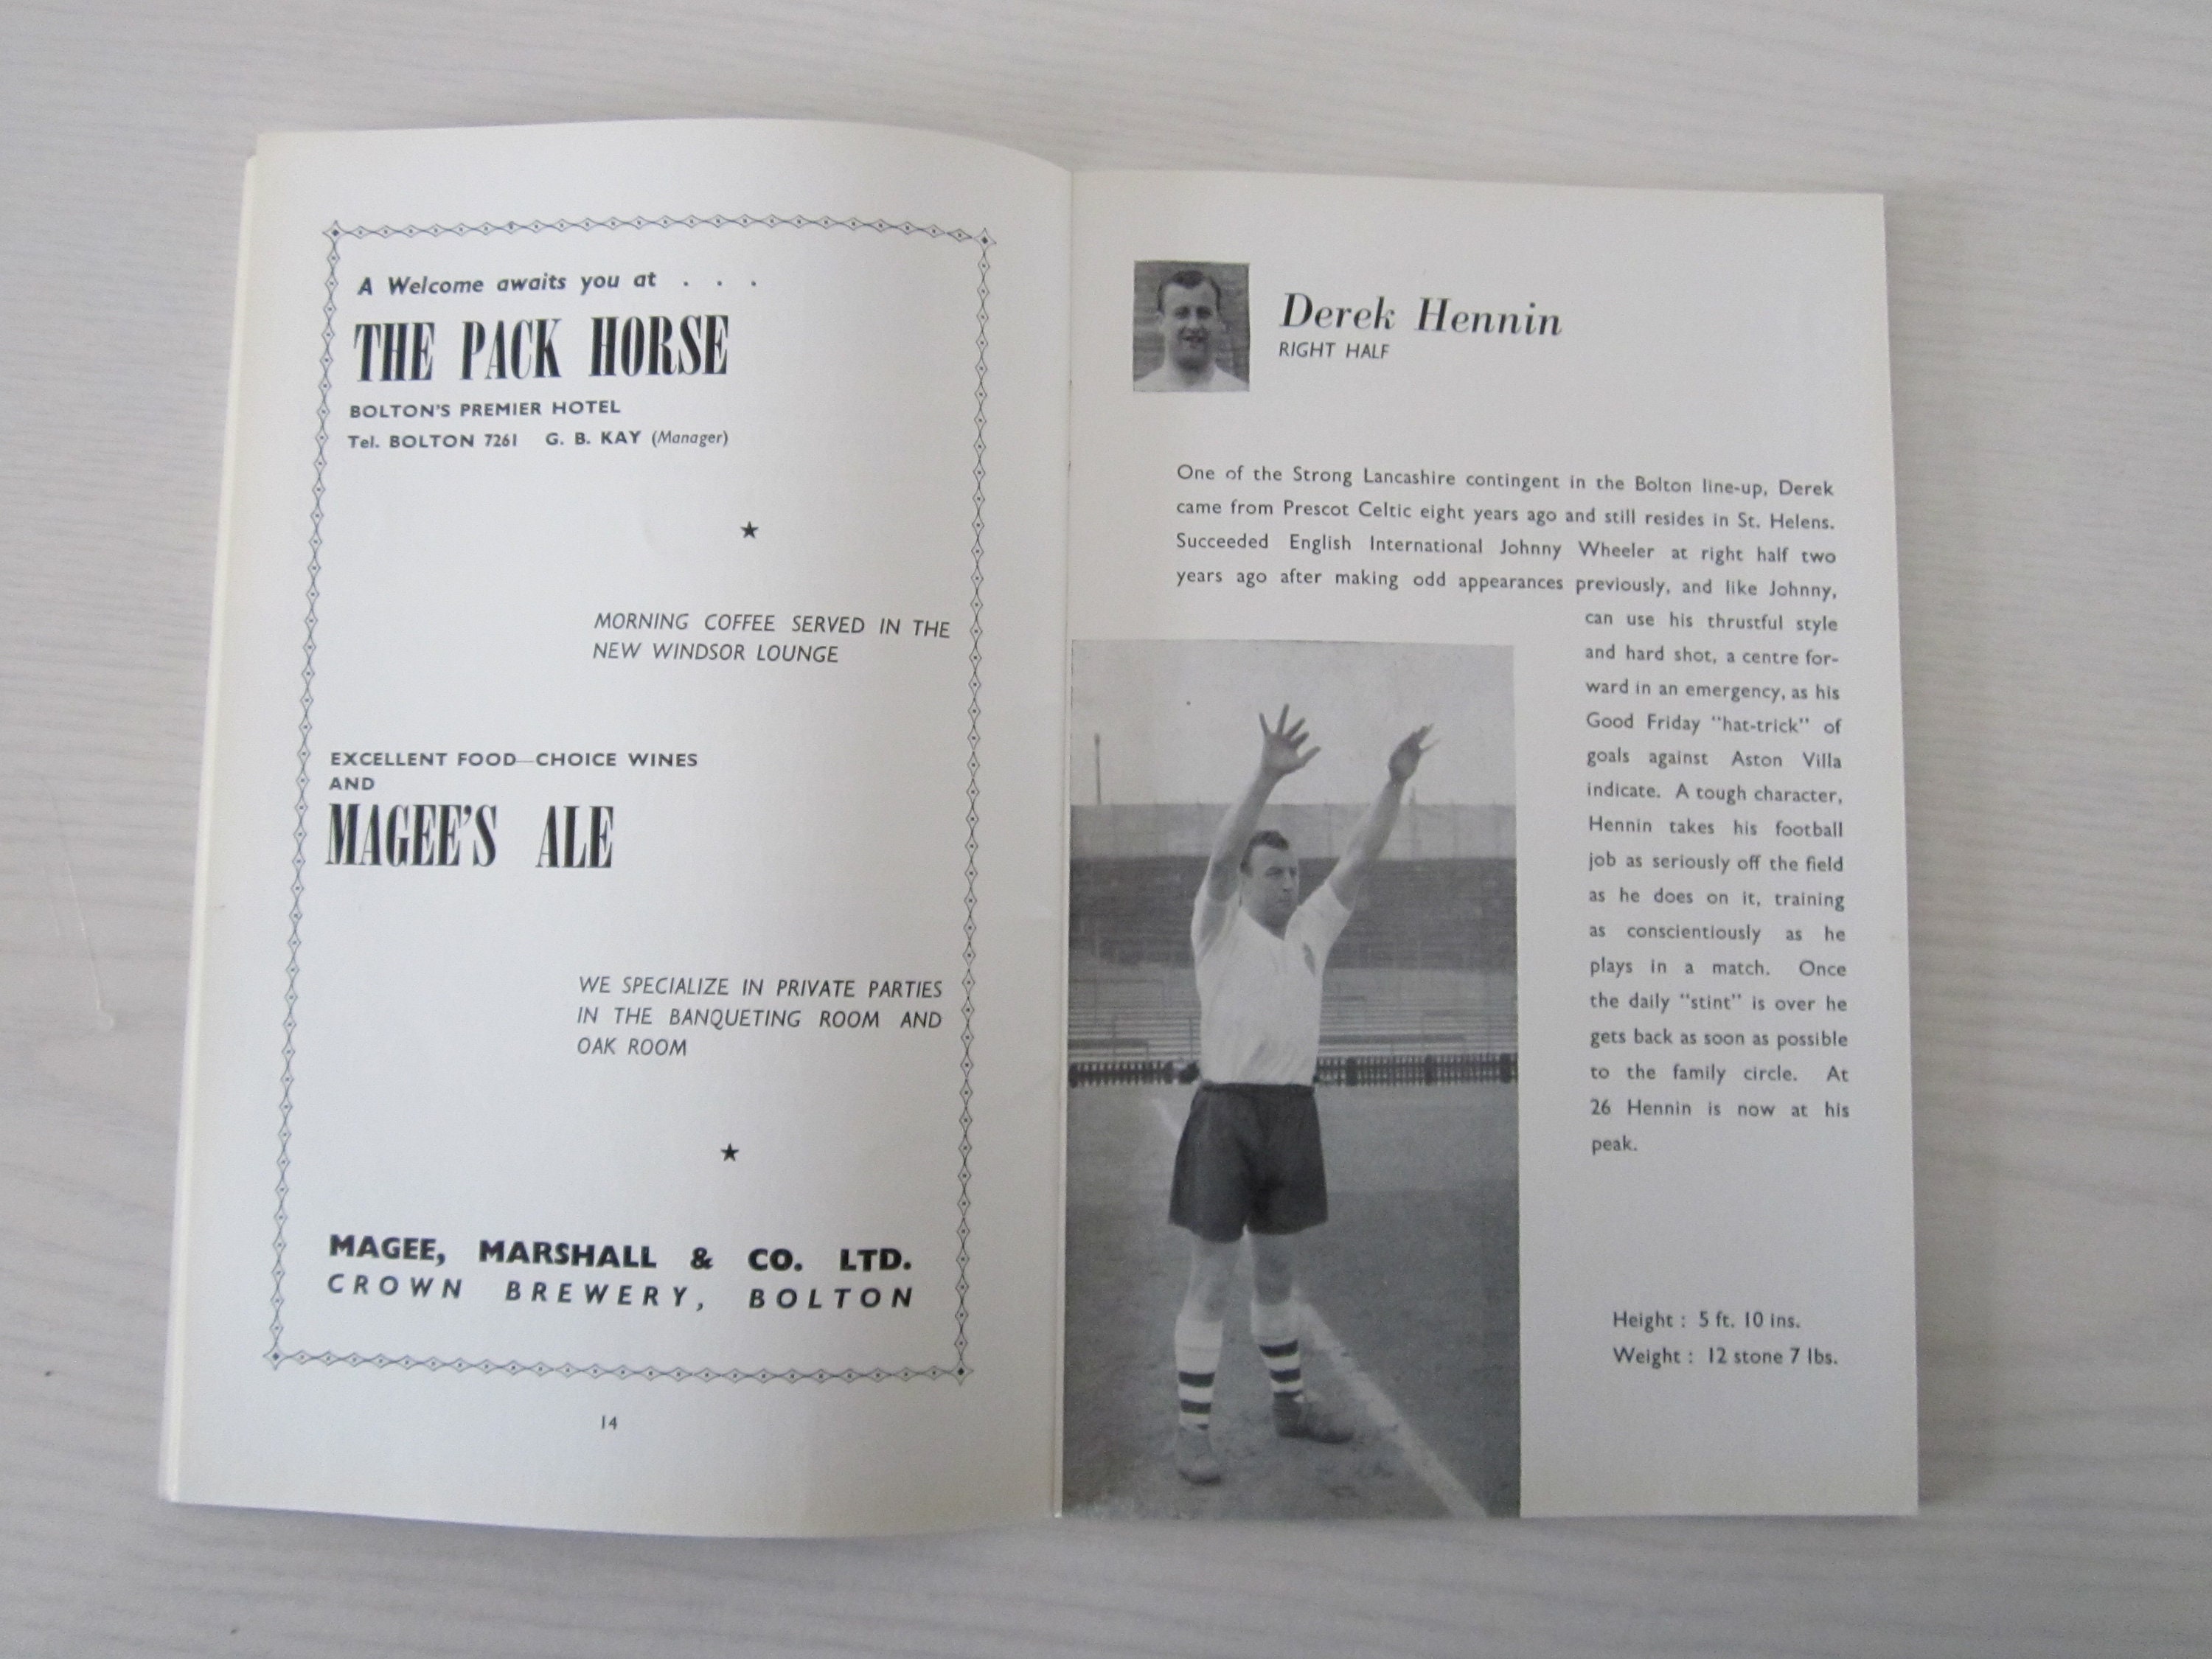 A Welcome awaits you at . . .
THE PACK HORSE
BOLTON'S PREMIER HOTEL
Tel. BOLTON 7261 G. B. KAY (Manager)
MORNING COFFEE SERVED IN THE
NEW WINDSOR LOUNGE
EXCELLENT FOOD—CHOICE WINES
AND
MAGEE'S ALE
WE SPECIALIZE IN PRIVATE PARTIES
IN THE BANQUETING ROOM AND
OAK ROOM
MAGEE, MARSHALL & CO. LTD.
CROWN BREWERY, BOLTON
14
Derek Hennin
RIGHT HALF
One of the Strong Lancashire contingent in the Bolton line-up, Derek
came from Prescot Celtic eight years ago and still resides in St. Helens.
Succeeded English International Johnny Wheeler at right half two
years ago after making odd appearances previously, and like Johnny,
can use his thrustful style
and hard shot, a centre for-
ward in an emergency, as his
Good Friday "hat-trick" of
goals against Aston Villa
indicate. A tough character,
Hennin takes his football
job as seriously off the field
as he does on it, training
as conscientiously as he
plays in a match. Once
the daily "stint" is over he
gets back as soon as possible
to the family circle. At
26 Hennin is now at his
peak.
Height : 5 ft. 10 ins.
Weight : 12 stone 7 lbs.